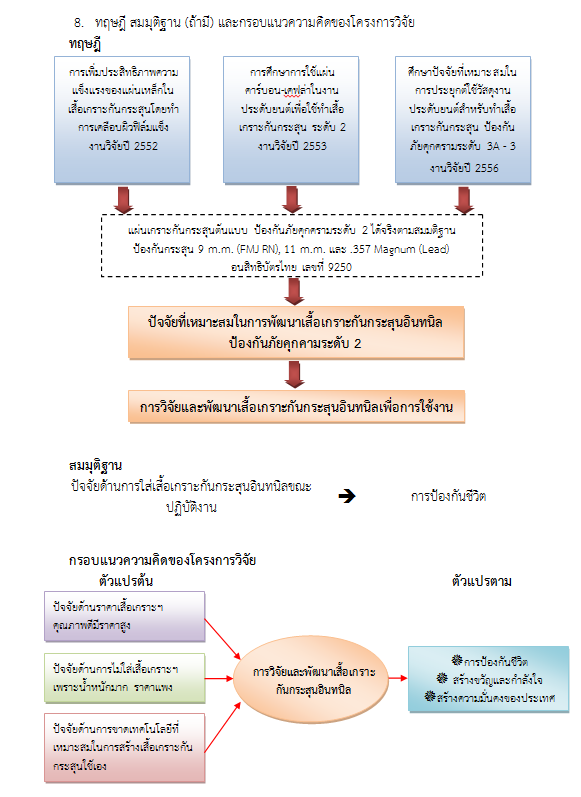 8. ทฤษฎี สมมุติฐาน (ถ้ามี) และกรอบแนวความคิดของโครงการวิจัย
ทฤษฎี
การเพิ่มประสิทธิภาพความ
แข็งแรงของแผ่นเหล็กใน
เสื้อเกราะกันกระสุนโดยทำ
การเคลือบผิวฟิล์มแข็ง
งานวิจัยปี 2552
การศึกษาการใช้แผ่น
คาร์บอน-เคฟล่าในงาน
ประดับยนต์เพื่อใช้ทำเสื้อ
เกราะกันกระสุน ระดับ 2
งานวิจัยปี 2553
ศึกษาปัจจัยที่เหมาะสมใน
การประยุกต์ใช้วัสดุงาน
ประดับยนต์สำหรับทำเสื้อ
เกราะกันกระสุน ป้องกัน
ภัยคุกครามระดับ 3A - 3
งานวิจัยปี 2556
แผ่นเกราะกันกระสุนต้นแบบ ป้องกันภัยคุกครามระดับ 2 ได้จริงตามสมมติฐาน
ป้องกันกระสุน 9 m.m. (FMJ RN), 11 m.m. และ .357 Magnum (Lead)
อนุสิทธิบัตรไทย เลขที่ 9250
ปัจจัยที่เหมาะสมในการพัฒนาเสื้อเกราะกันกระสุนอินทนิล
ป้องกันภัยคุกคามระดับ 2
การวิจัยและพัฒนาเสื้อเกราะกันกระสุนอินทนิลเพื่อการใช้งาน
สมมุติฐาน
ปัจจัยด้านการใส่เสื้อเกราะกันกระสุนอินทนิลขณะ
ปฏิบัติงาน
การป้องกันชีวิต
กรอบแนวความคิดของโครงการวิจัย
ตัวแปรต้น
ตัวแปรตาม
ปัจจัยด้านราคาเสื้อเกราะฯ
คุณภาพดีมีราคาสูง
ปัจจัยด้านการไม่ใส่เสื้อเกราะฯ
เพราะน้ำหนักมาก ราคาแพง
ปัจจัยด้านการขาดเทคโนโลยีที่
เหมาะสมในการสร้างเสื้อเกราะกัน
กระสุนใช้เอง
การวิจัยและพัฒนาเสื้อเกราะ
กันกระสุนอินทนิล
การป้องกันชีวิต
สร้างขวัญและกำลังใจ
สร้างความมั่นคงของประเทศ